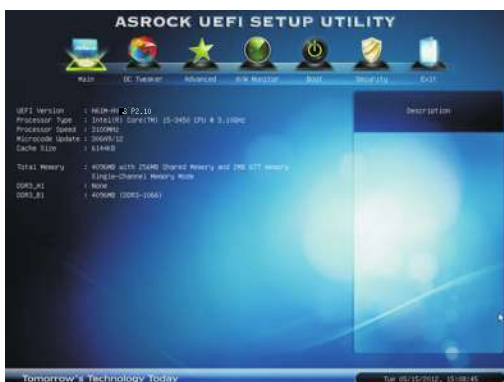 ASROCK UEFI SETUP UTILITY
Main OC Tweaker Advanced H/W Monitor Boot Security Exit
UEFI Version : P2.10
Processor Type : Intel(R) Core(TM) i5-3450 CPU @ 3.10GHz
Processor Speed : 3100MHz
Microcode Update : 306A9/12
Cache Size : 6144KB
Total Memory : 4096MB with 256MB Shared Memory and 2MB GTT memory
Single-Channel Memory Mode
DDR3_A1 : None
DDR3_B1 : 4096MB (DDR3-1066)
Description
Tomorrow's Technology Today
Tue 05/15/2012, 15:08:45